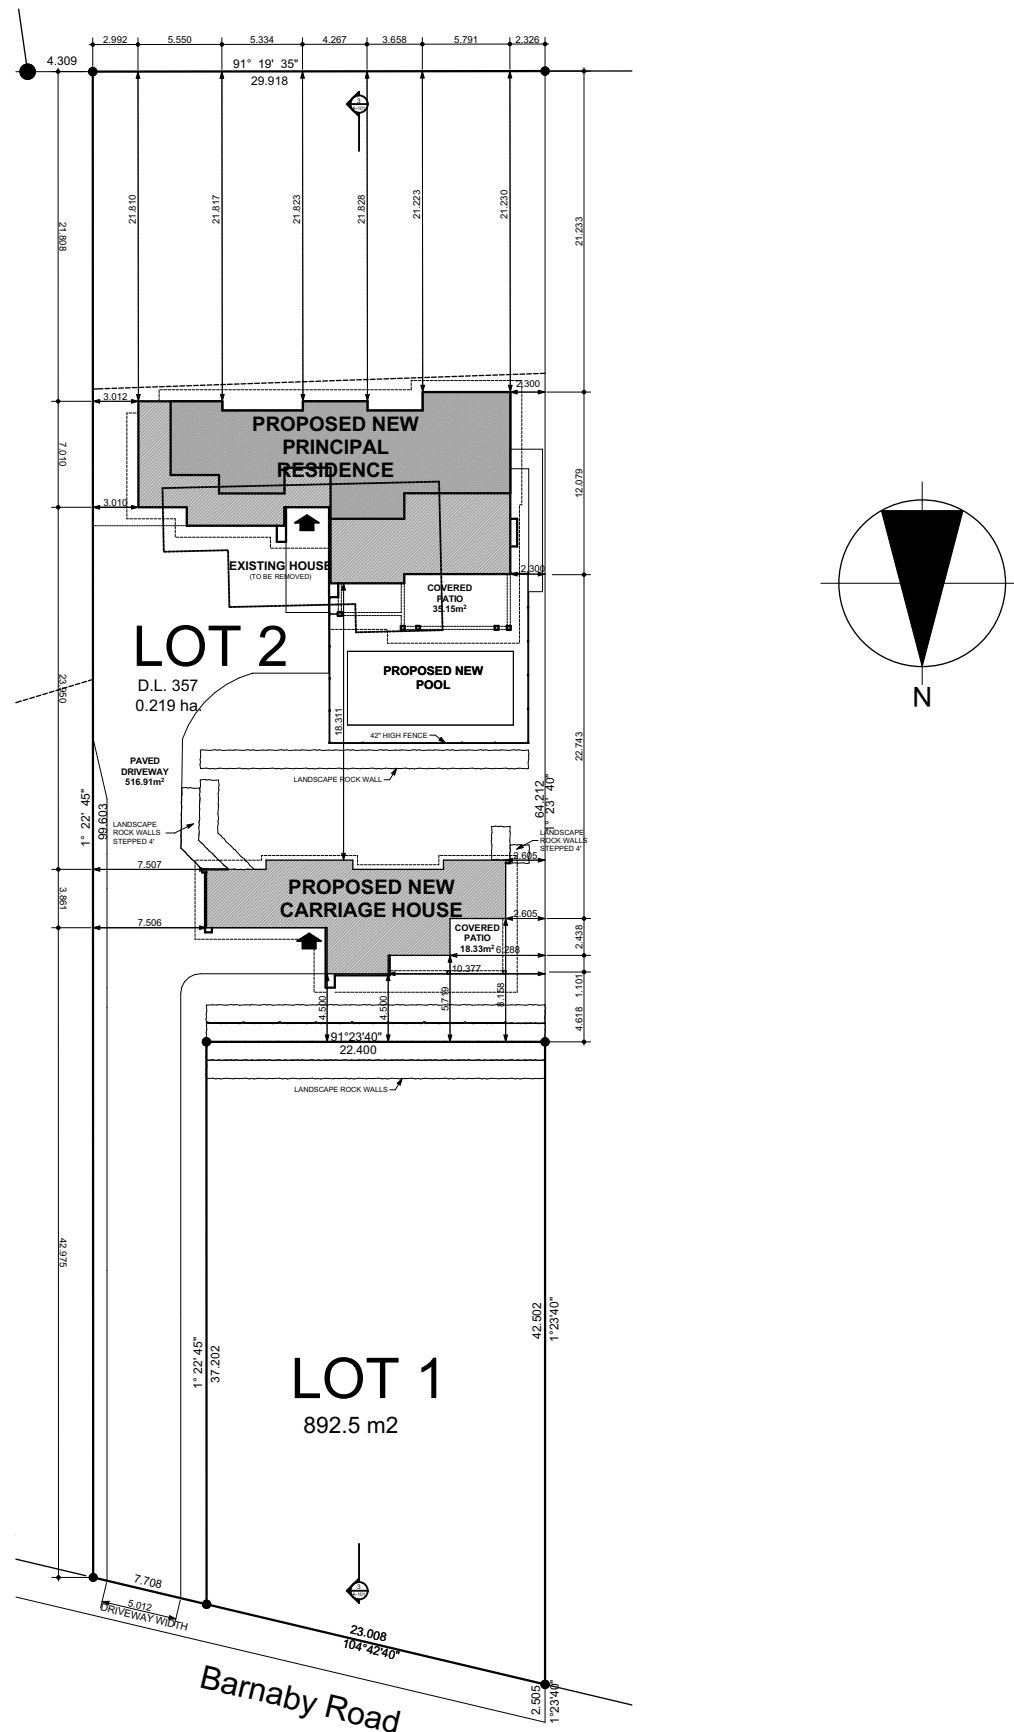 2.992 5.550 5.334 4.267 3.658 5.791 2.326
4.309
91° 19' 35"
29.918
21.808
21.810
21.817
21.823
21.828
21.223
21.230
21.233
3.012
2.300
PROPOSED NEW
PRINCIPAL
RESIDENCE
7.010
12.079
3.010
EXISTING HOUSE
(TO BE REMOVED)
2.300
COVERED
PATIO
35.15m²
LOT 2
D.L. 357
0.219 ha.
PROPOSED NEW
POOL
23.950
18.311
22.743
42" HIGH FENCE
PAVED
DRIVEWAY
516.91m²
LANDSCAPE ROCK WALL
1° 22' 45"
99.603
64.212
1° 23' 40"
LANDSCAPE
ROCK WALLS
STEPPED 4'
LANDSCAPE
ROCK WALLS
STEPPED 4'
7.507
2.605
3.861
PROPOSED NEW
CARRIAGE HOUSE
7.506
2.605
COVERED
PATIO
18.33m²
6.288
2.438
10.377
1.101
4.500
4.500
5.719
8.158
4.618
91°23'40"
22.400
LANDSCAPE ROCK WALLS
42.975
1° 22' 45"
37.202
42.502
1°23'40"
LOT 1
892.5 m2
7.708
5.012
DRIVEWAY WIDTH
23.008
104°42'40"
2.505
1°23'40"
Barnaby Road
N